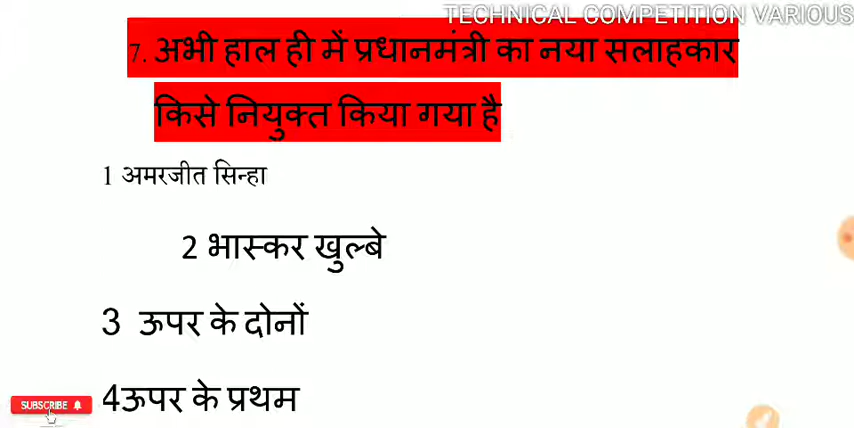 TECHNICAL COMPETITION VARIOUS
7. अभी हाल ही में प्रधानमंत्री का नया सलाहकार
किसे नियुक्त किया गया है
1 अमरजीत सिन्हा
2 भास्कर खुल्बे
3 ऊपर के दोनों
4ऊपर के प्रथम
SUBSCRIBE